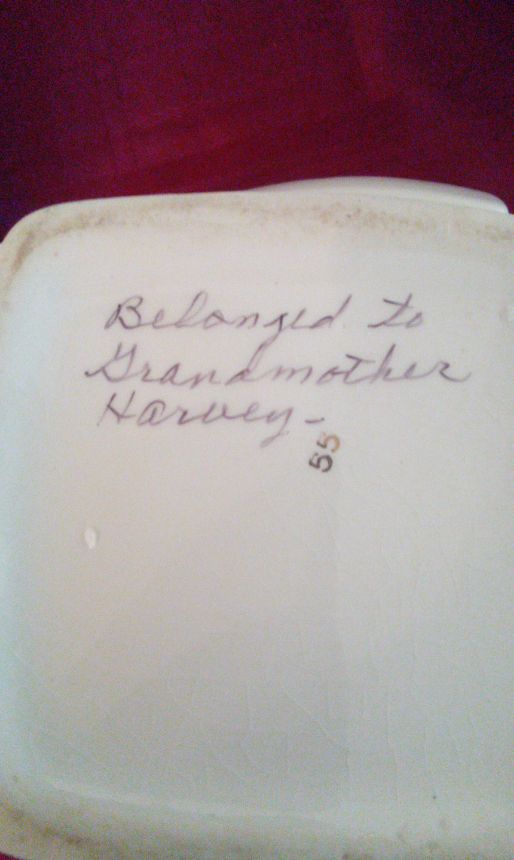 Belonged to
Grandmother
Harvey-
55